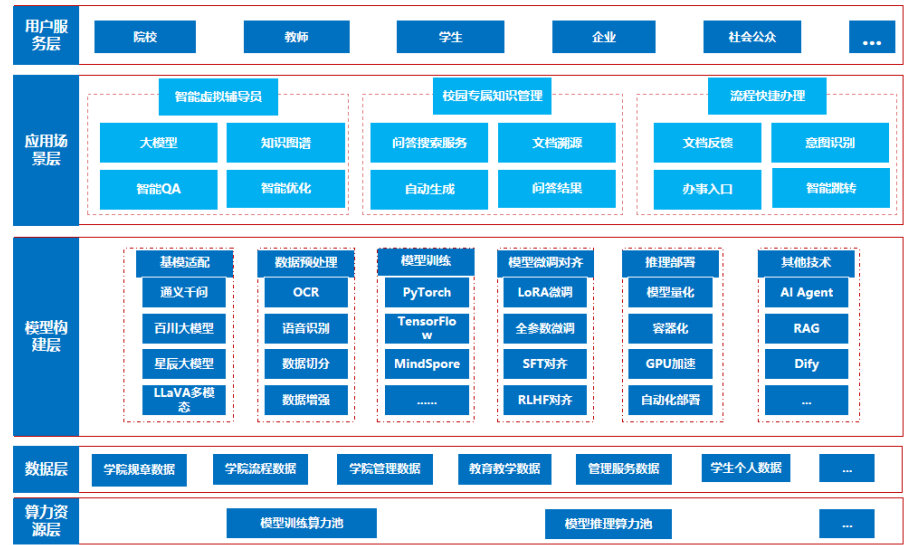 用户服
务层
院校
教师
学生
企业
社会公众
...
应用场
景层
智能虚拟辅导员
大模型
知识图谱
智能QA
智能优化
校园专属知识管理
问答搜索服务
文档溯源
自动生成
问答结果
流程快捷办理
文档反馈
意图识别
办事入口
智能跳转
模型构
建层
基模适配
通义千问
百川大模型
星辰大模型
LLaVA多模
态
数据预处理
OCR
语音识别
数据切分
数据增强
模型训练
PyTorch
TensorFlo
w
MindSpore
......
模型微调对齐
LoRA微调
全参数微调
SFT对齐
RLHF对齐
推理部署
模型量化
容器化
GPU加速
自动化部署
其他技术
AI Agent
RAG
Dify
...
数据层
学院规章数据
学院流程数据
学院管理数据
教育教学数据
管理服务数据
学生个人数据
...
算力资
源层
模型训练算力池
模型推理算力池
...